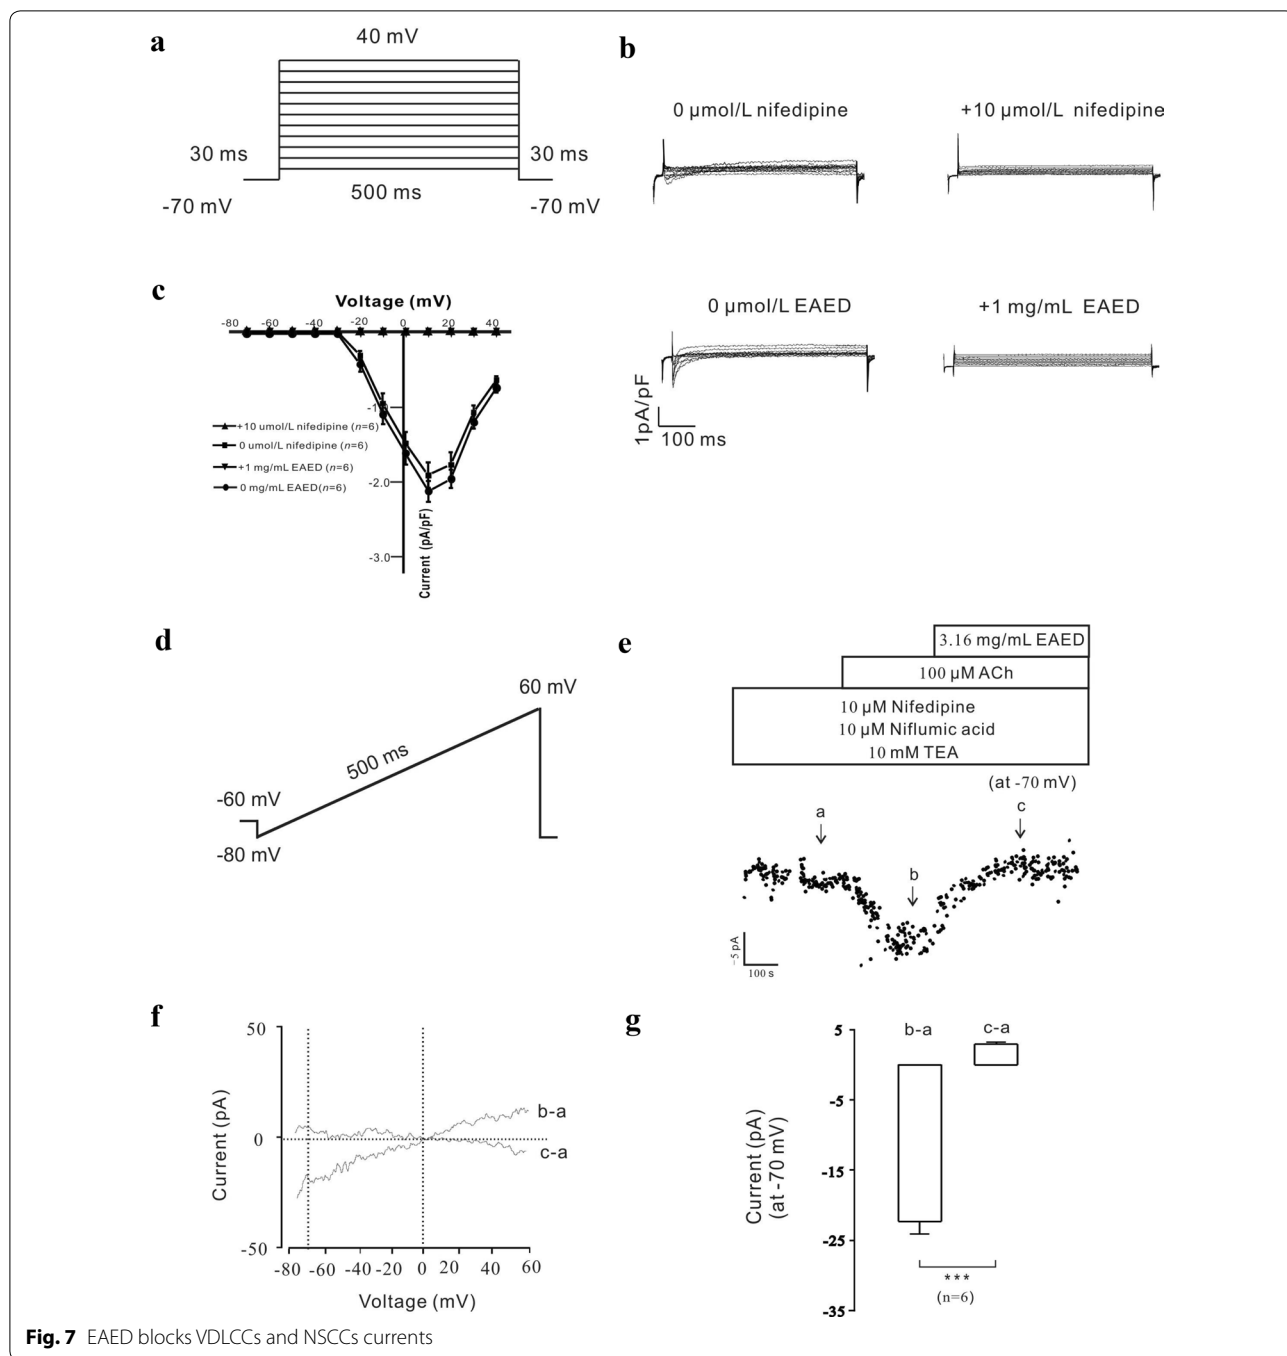 a
40 mV
30 ms
30 ms
500 ms
-70 mV
-70 mV
b
0 μmol/L nifedipine
+10 μmol/L nifedipine
0 μmol/L EAED
+1 mg/mL EAED
1pA/pF
100 ms
c
Voltage (mV)
-80 -60 -40 -20 0 20 40
-2.0
-3.0
Current (pA/pF)
+10 umol/L nifedipine (n=6)
0 umol/L nifedipine (n=6)
+1 mg/mL EAED (n=6)
0 mg/mL EAED(n=6)
d
60 mV
500 ms
-60 mV
-80 mV
e
3.16 mg/mL EAED
100 μM ACh
10 μM Nifedipine
10 μM Niflumic acid
10 mM TEA
(at -70 mV)
a
c
b
-5 pA
100 s
f
50
0
-50
Current (pA)
b-a
c-a
-80 -60 -40 -20 0 20 40 60
Voltage (mV)
g
b-a
c-a
5
-5
-15
-25
-35
Current (pA)
(at -70 mV)
***
(n=6)
Fig. 7 EAED blocks VDLCCs and NSCCs currents